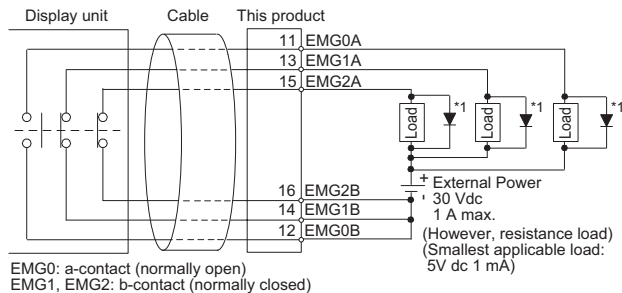 Display unit Cable This product
11 EMG0A
13 EMG1A
15 EMG2A
Load *1 Load *1 Load *1
16 EMG2B
14 EMG1B
12 EMG0B
+ External Power
- 30 Vdc
1 A max.
(However, resistance load)
(Smallest applicable load:
5V dc 1 mA)
EMG0: a-contact (normally open)
EMG1, EMG2: b-contact (normally closed)